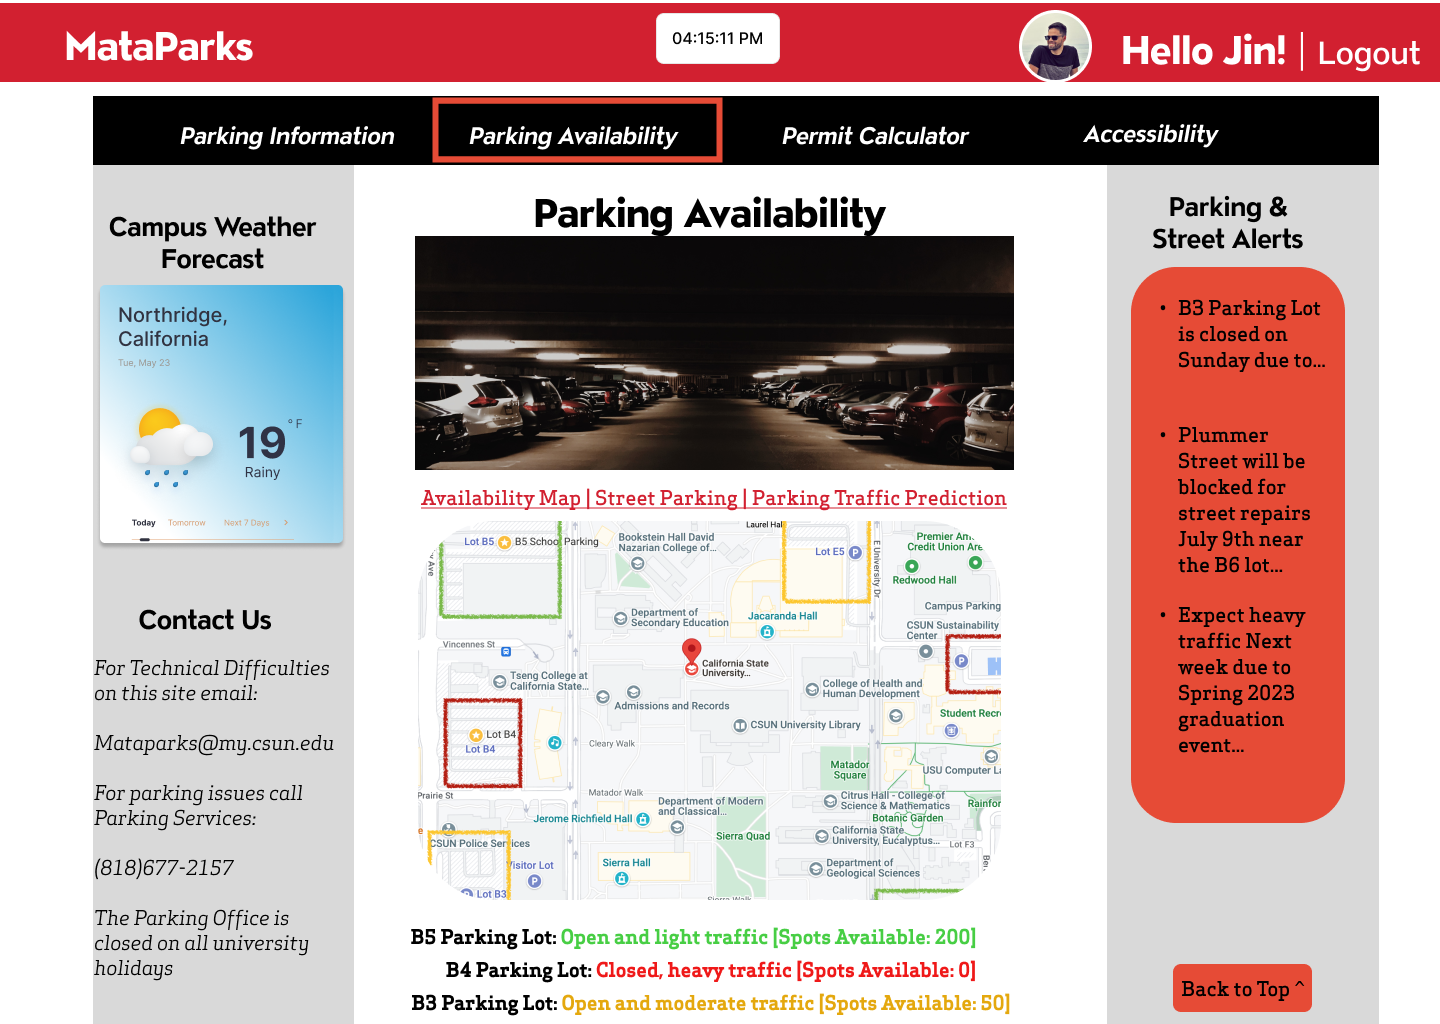 MataParks
04:15:11 PM
Hello Jin! | Logout
Parking Information
Parking Availability
Permit Calculator
Accessibility
Campus Weather
Forecast
Northridge,
California
Tue, May 23
19 °F
Rainy
Today
Tomorrow
Next 7 Days >
Contact Us
For Technical Difficulties
on this site email:
Mataparks@my.csun.edu
For parking issues call
Parking Services:
(818)677-2157
The Parking Office is
closed on all university
holidays
Parking Availability
Availability Map | Street Parking | Parking Traffic Prediction
Lot B5
B5 School Parking
Bookstein Hall David
Nazarian College of...
Laurel Hall
Lot E5
E University Dr
Premier Am
Credit Union Are
Redwood Hall
y Ave
Department of
Secondary Education
Jacaranda Hall
Campus Parking
CSUN Sustainability
Center
Vincennes St
California State
University...
Tseng College at
California State...
College of Health and
Human Development
Admissions and Records
CSUN University Library
Student Recr
Lot B4
Lot B4
Cleary Walk
Matador
Square
USU Computer La
Prairie St
Matador Walk
Department of Modern
and Classical...
Citrus Hall - College of
Science & Mathematics
Rainfor
Botanic Garden
Jerome Richfield Hall
Sierra Quad
California State
University, Eucalyptus...
CSUN Police Services
Lot F3
Visitor Lot
Sierra Hall
Department of
Geological Sciences
Lot B3
Sierra Walk
B5 Parking Lot: Open and light traffic [Spots Available: 200]
B4 Parking Lot: Closed, heavy traffic [Spots Available: 0]
B3 Parking Lot: Open and moderate traffic [Spots Available: 50]
Parking &
Street Alerts
• B3 Parking Lot
is closed on
Sunday due to...
• Plummer
Street will be
blocked for
street repairs
July 9th near
the B6 lot...
• Expect heavy
traffic Next
week due to
Spring 2023
graduation
event...
Back to Top ^